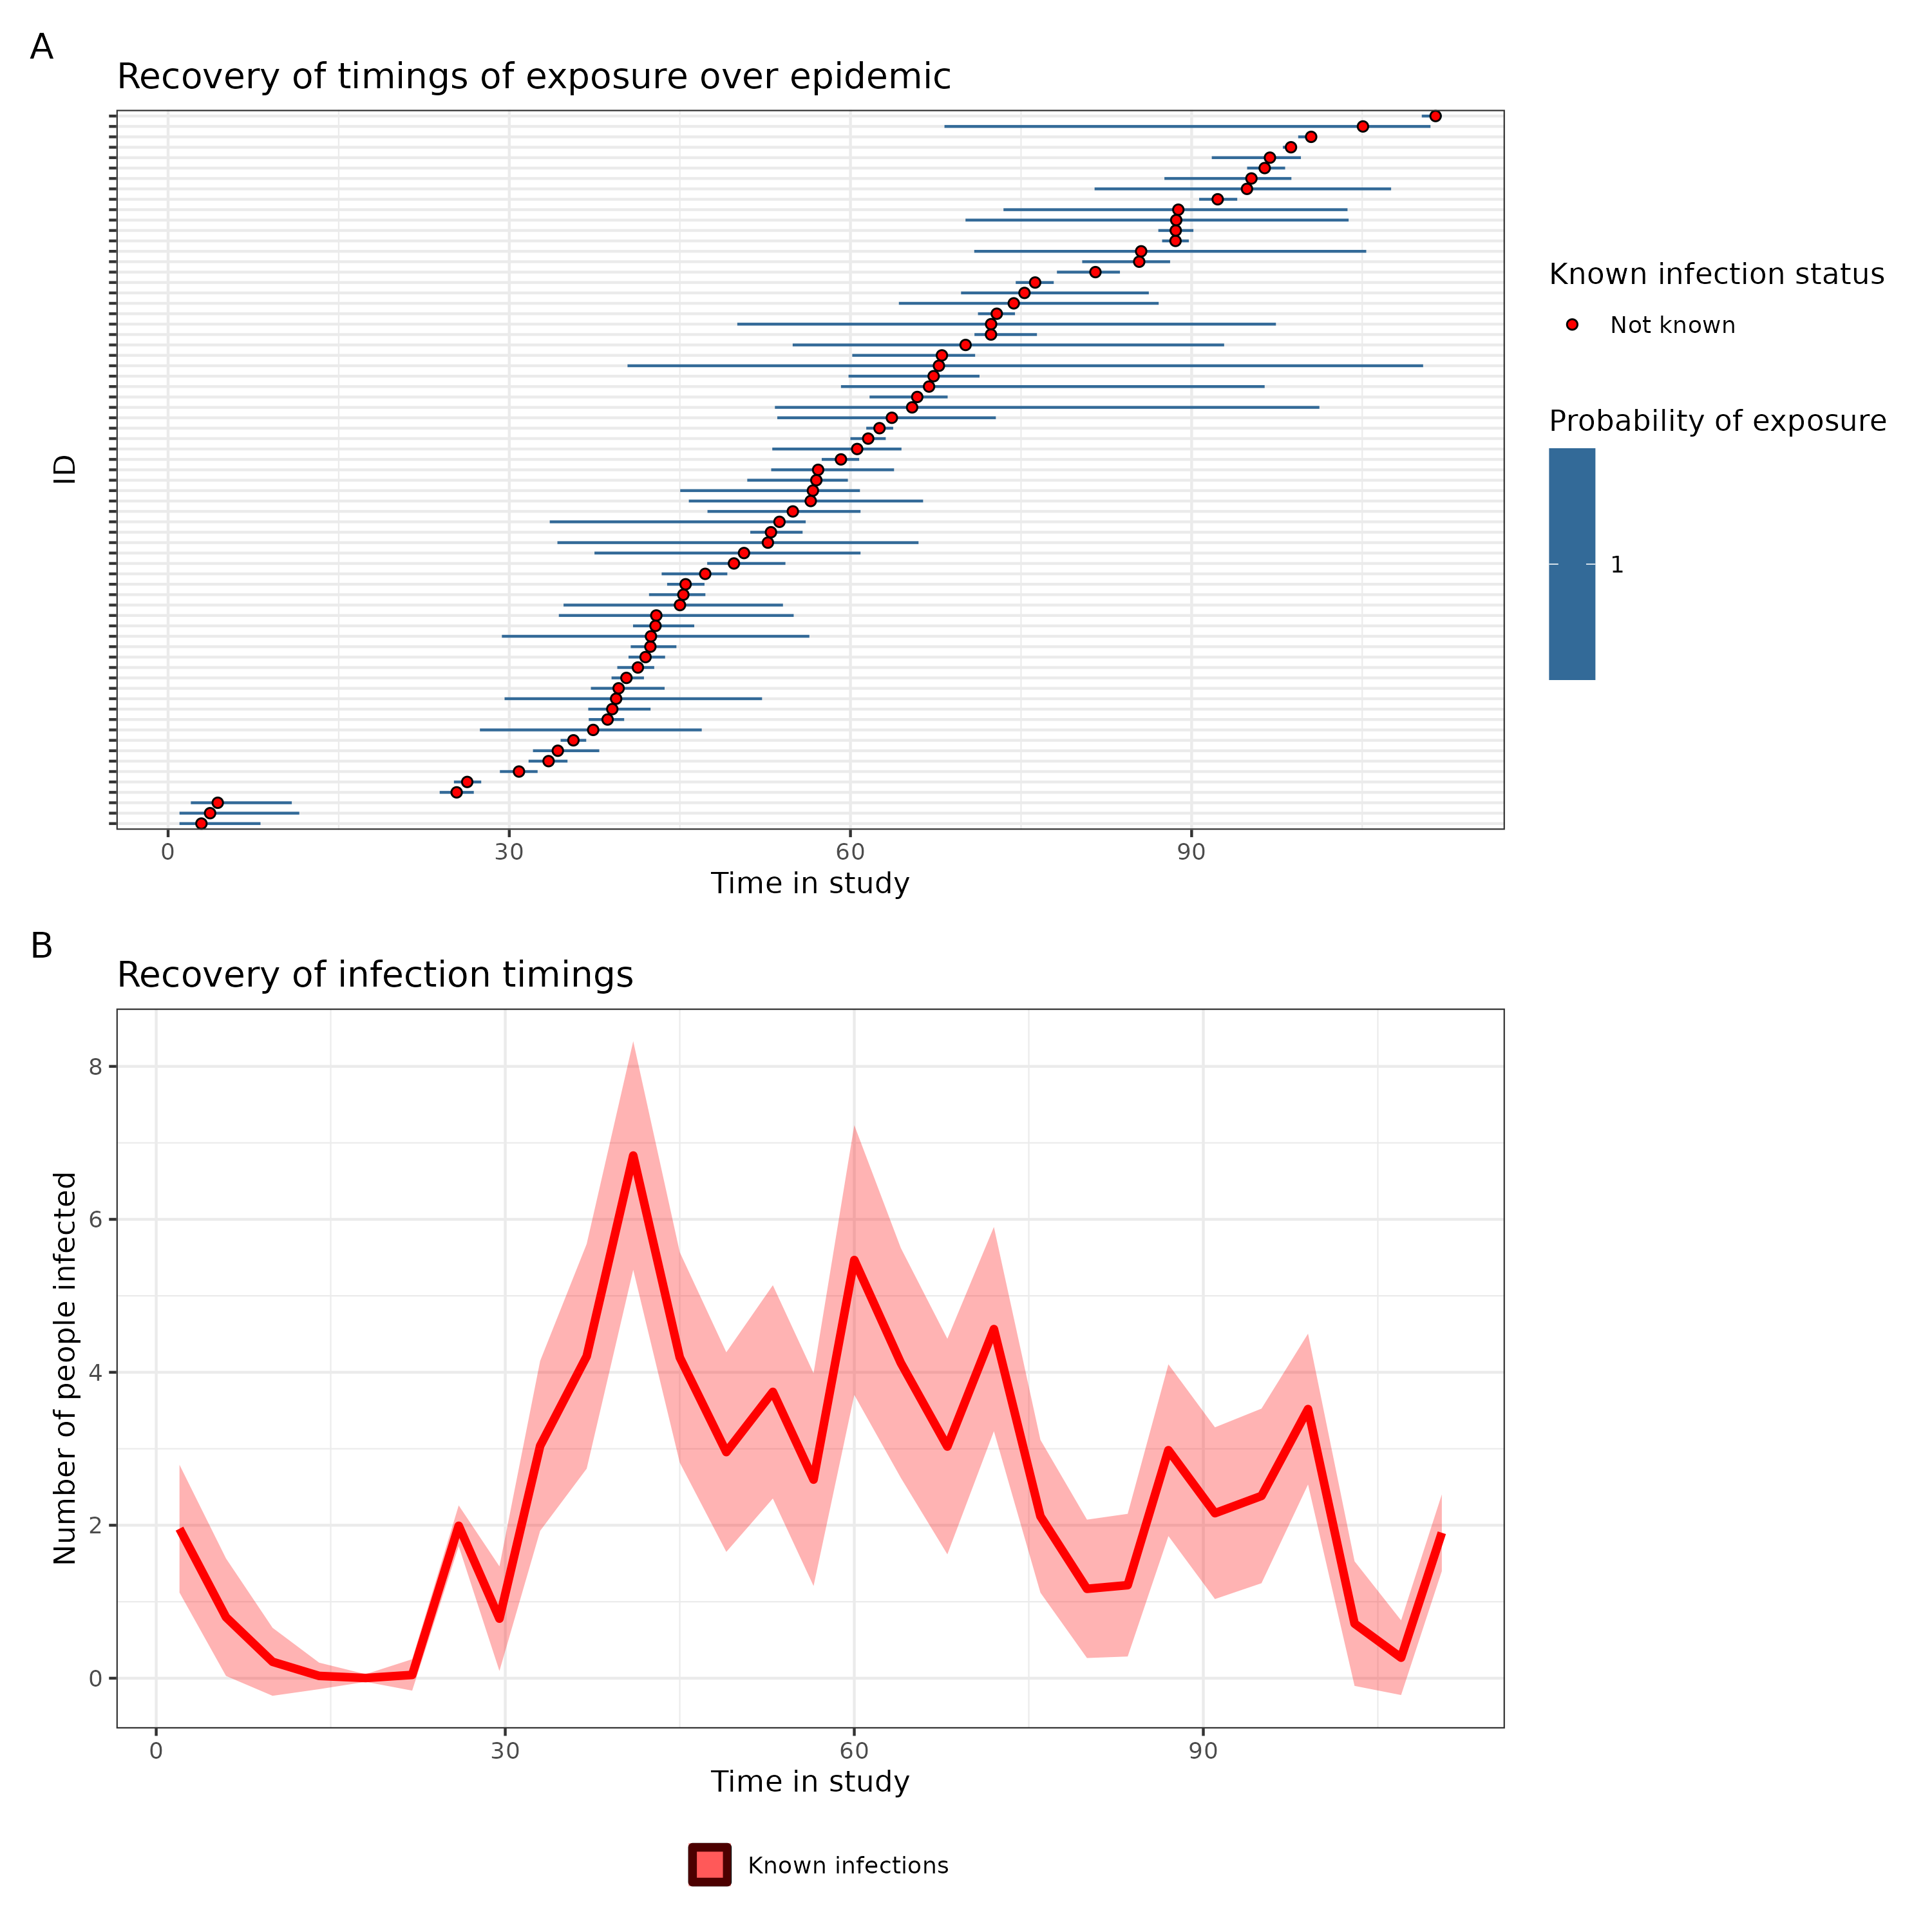 A
Recovery of timings of exposure over epidemic
ID
0 30 60 90
Time in study
Known infection status
Not known
Probability of exposure
1
B
Recovery of infection timings
Number of people infected
8
6
4
2
0
0 30 60 90
Time in study
Known infections